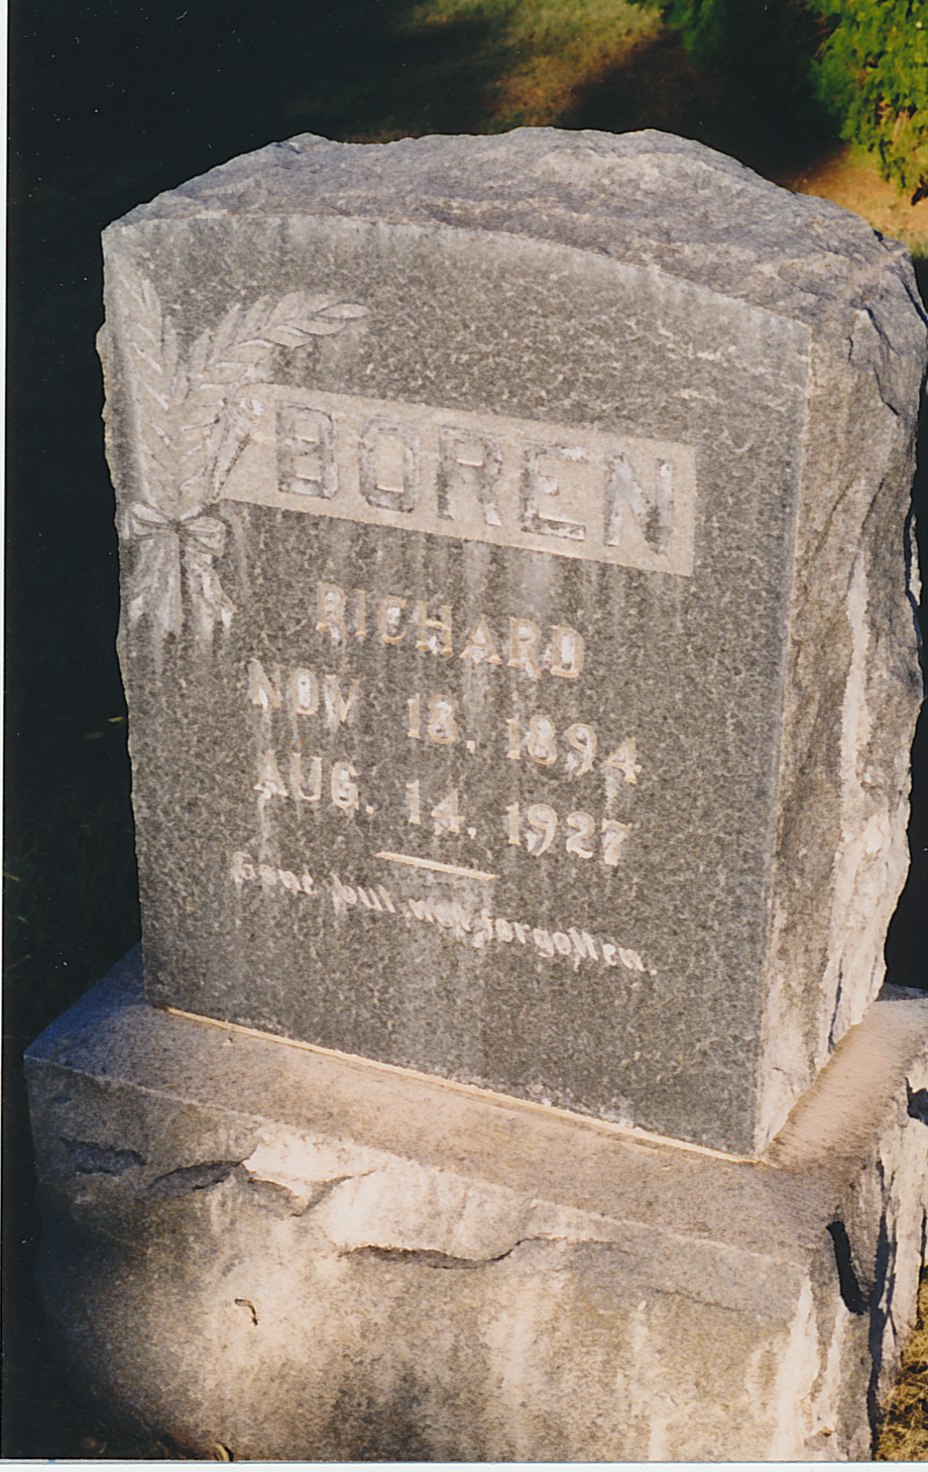 BOREN
RICHARD
NOV 18, 1894
AUG. 14, 1927
Gone but not forgotten.